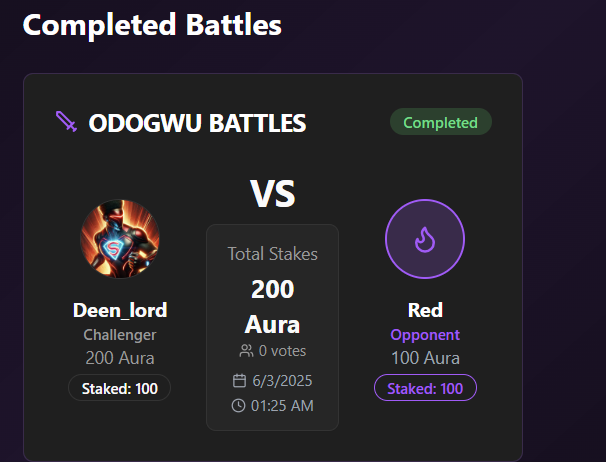 Completed Battles
ODOGWU BATTLES
Completed
VS
Deen_lord
Challenger
200 Aura
Staked: 100
Total Stakes
200
Aura
0 votes
6/3/2025
01:25 AM
Red
Opponent
100 Aura
Staked: 100